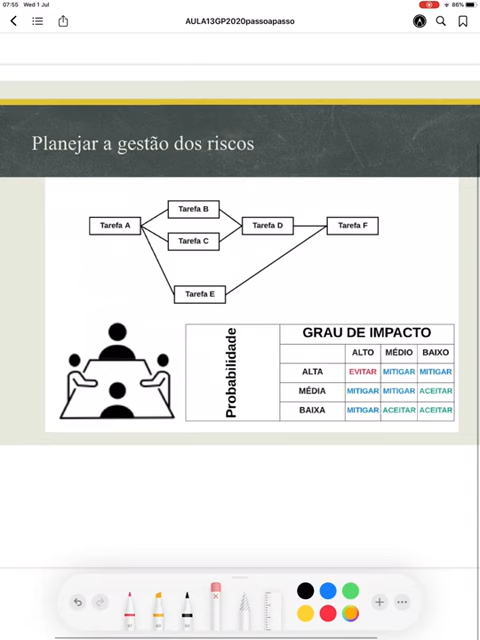 07:55 Wed 1 Jul
86%
AULA13GP2020passoapasso
Planejar a gestão dos riscos
Tarefa B
Tarefa A
Tarefa D
Tarefa F
Tarefa C
Tarefa E
Probabilidade
GRAU DE IMPACTO
ALTO MÉDIO BAIXO
ALTA EVITAR MITIGAR MITIGAR
MÉDIA MITIGAR MITIGAR ACEITAR
BAIXA MITIGAR ACEITAR ACEITAR